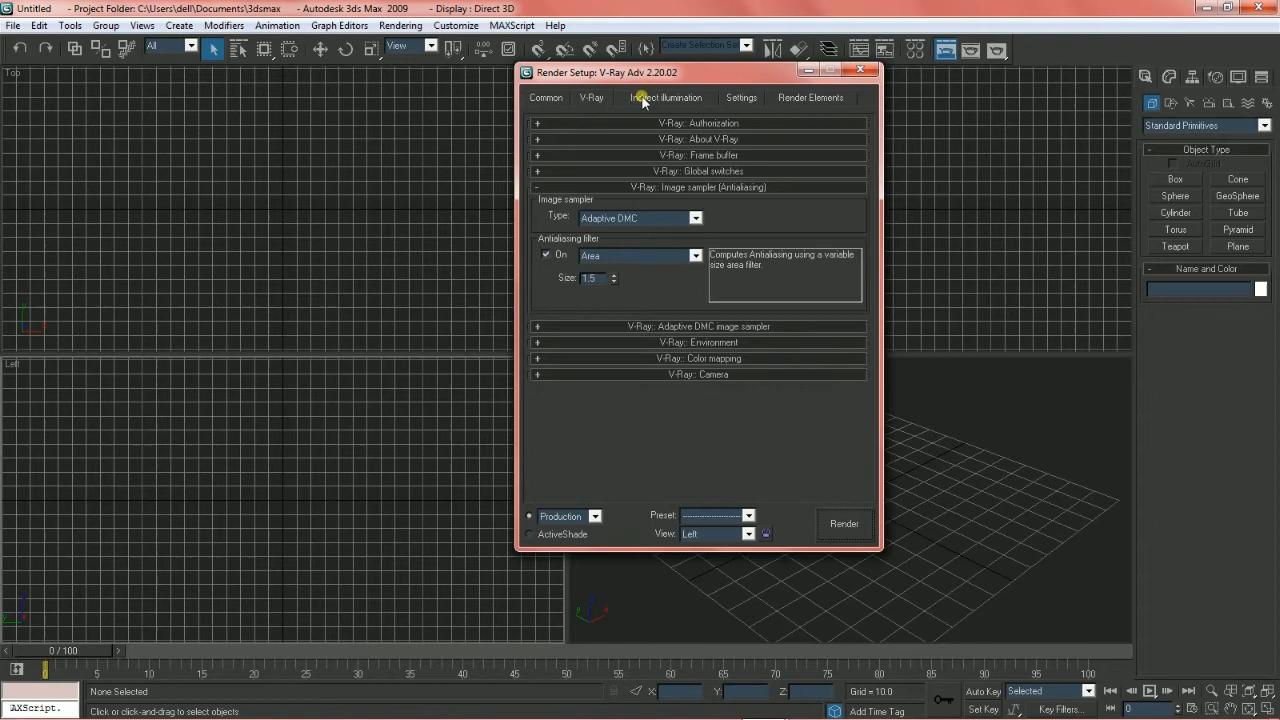 Untitled - Project Folder: C:\users\dell\Documents\3dsmax - Autodesk 3ds Max 2009 - Display : Direct 3D
File Edit Tools Group Views Create Modifiers Animation Graph Editors Rendering Customize MAXScript Help
All View Create Selection Se
Top
Render Setup: V-Ray Adv 2.20.02
Common V-Ray Indirect illumination Settings Render Elements
+ V-Ray:: Authorization
+ V-Ray:: About V-Ray
+ V-Ray:: Frame buffer
+ V-Ray:: Global switches
- V-Ray:: Image sampler (Antialiasing)
Image sampler
Type: Adaptive DMC
Antialiasing filter
On Area
Size: 1.5
Computes Antialiasing using a variable
size area filter.
+ V-Ray:: Adaptive DMC image sampler
+ V-Ray:: Environment
+ V-Ray:: Color mapping
+ V-Ray:: Camera
Production Preset: --------------------
ActiveShade View: Left
Render
Standard Primitives
- Object Type
AutoGrid
Box Cone
Sphere GeoSphere
Cylinder Tube
Torus Pyramid
Teapot Plane
- Name and Color
Left
< 0 / 100 >
0 5 10 15 20 25 30 35 40 45 50 55 60 65 70 75 80 85 90 95 100
None Selected X: Y: Z: Grid = 10.0 Auto Key Selected
AXScript. Click or click-and-drag to select objects Add Time Tag Set Key Key Filters... 0